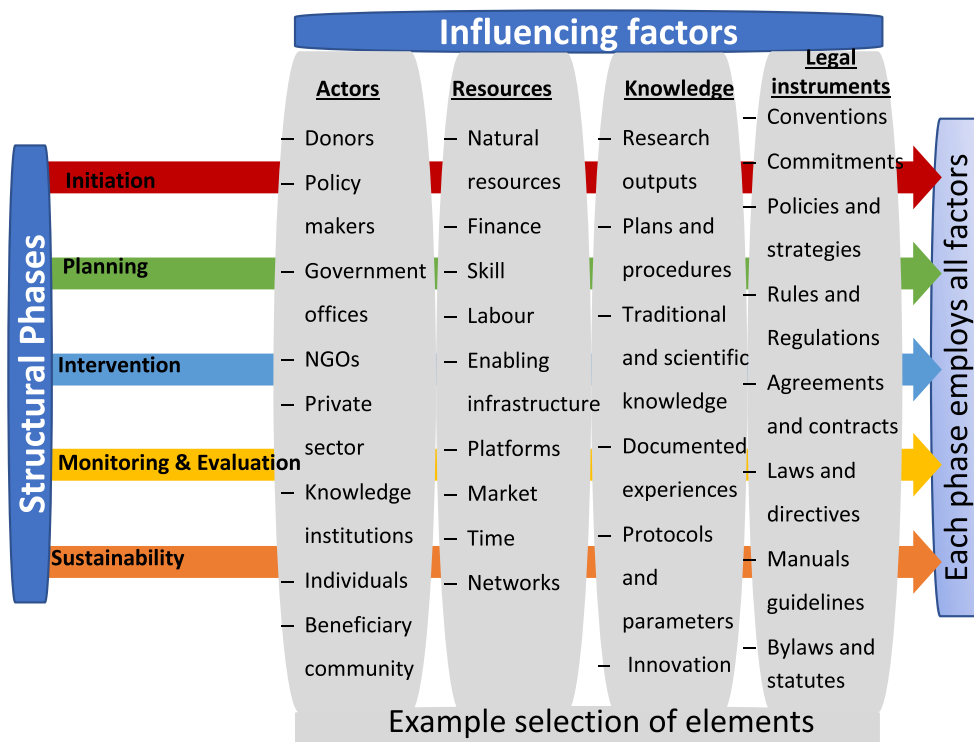 Influencing factors
Structural Phases
Initiation
Planning
Intervention
Monitoring & Evaluation
Sustainability
Actors
– Donors
– Policy
makers
– Government
offices
– NGOs
– Private
sector
– Knowledge
institutions
– Individuals
– Beneficiary
community
Resources
– Natural
resources
– Finance
– Skill
– Labour
– Enabling
infrastructure
– Platforms
– Market
– Time
– Networks
Knowledge
– Research
outputs
– Plans and
procedures
– Traditional
and scientific
knowledge
– Documented
experiences
– Protocols
and
parameters
– Innovation
Legal
instruments
– Conventions
– Commitments
– Policies and
strategies
– Rules and
Regulations
– Agreements
and contracts
– Laws and
directives
– Manuals
guidelines
– Bylaws and
statutes
Each phase employs all factors
Example selection of elements